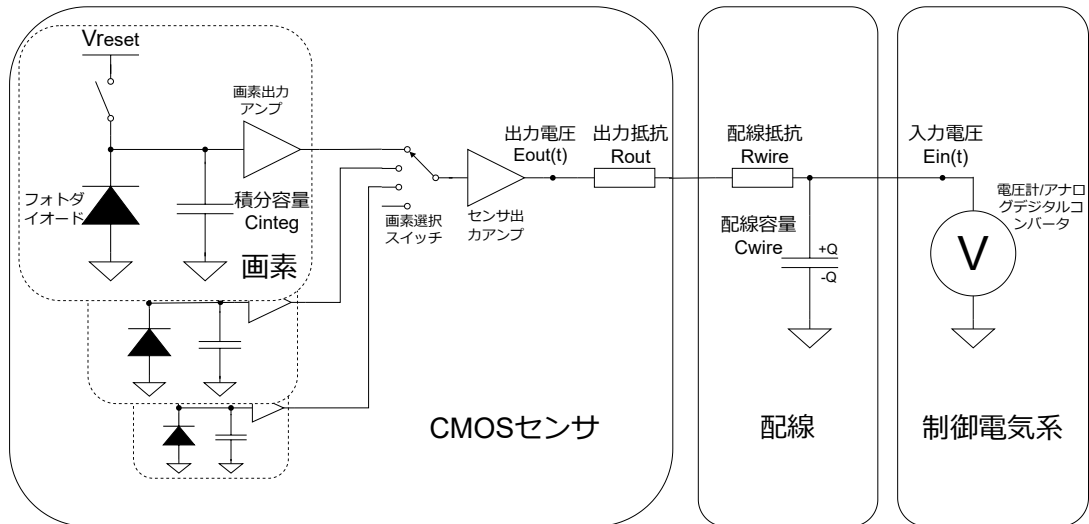 Vreset
画素出力
アンプ
フォトダ
イオード
積分容量
Cinteg
画素
画素選択
スイッチ
センサ出
力アンプ
出力電圧
Eout(t)
出力抵抗
Rout
CMOSセンサ
配線抵抗
Rwire
配線容量
Cwire
+Q
-Q
配線
入力電圧
Ein(t)
電圧計/アナロ
グデジタルコ
ンバータ
V
制御電気系